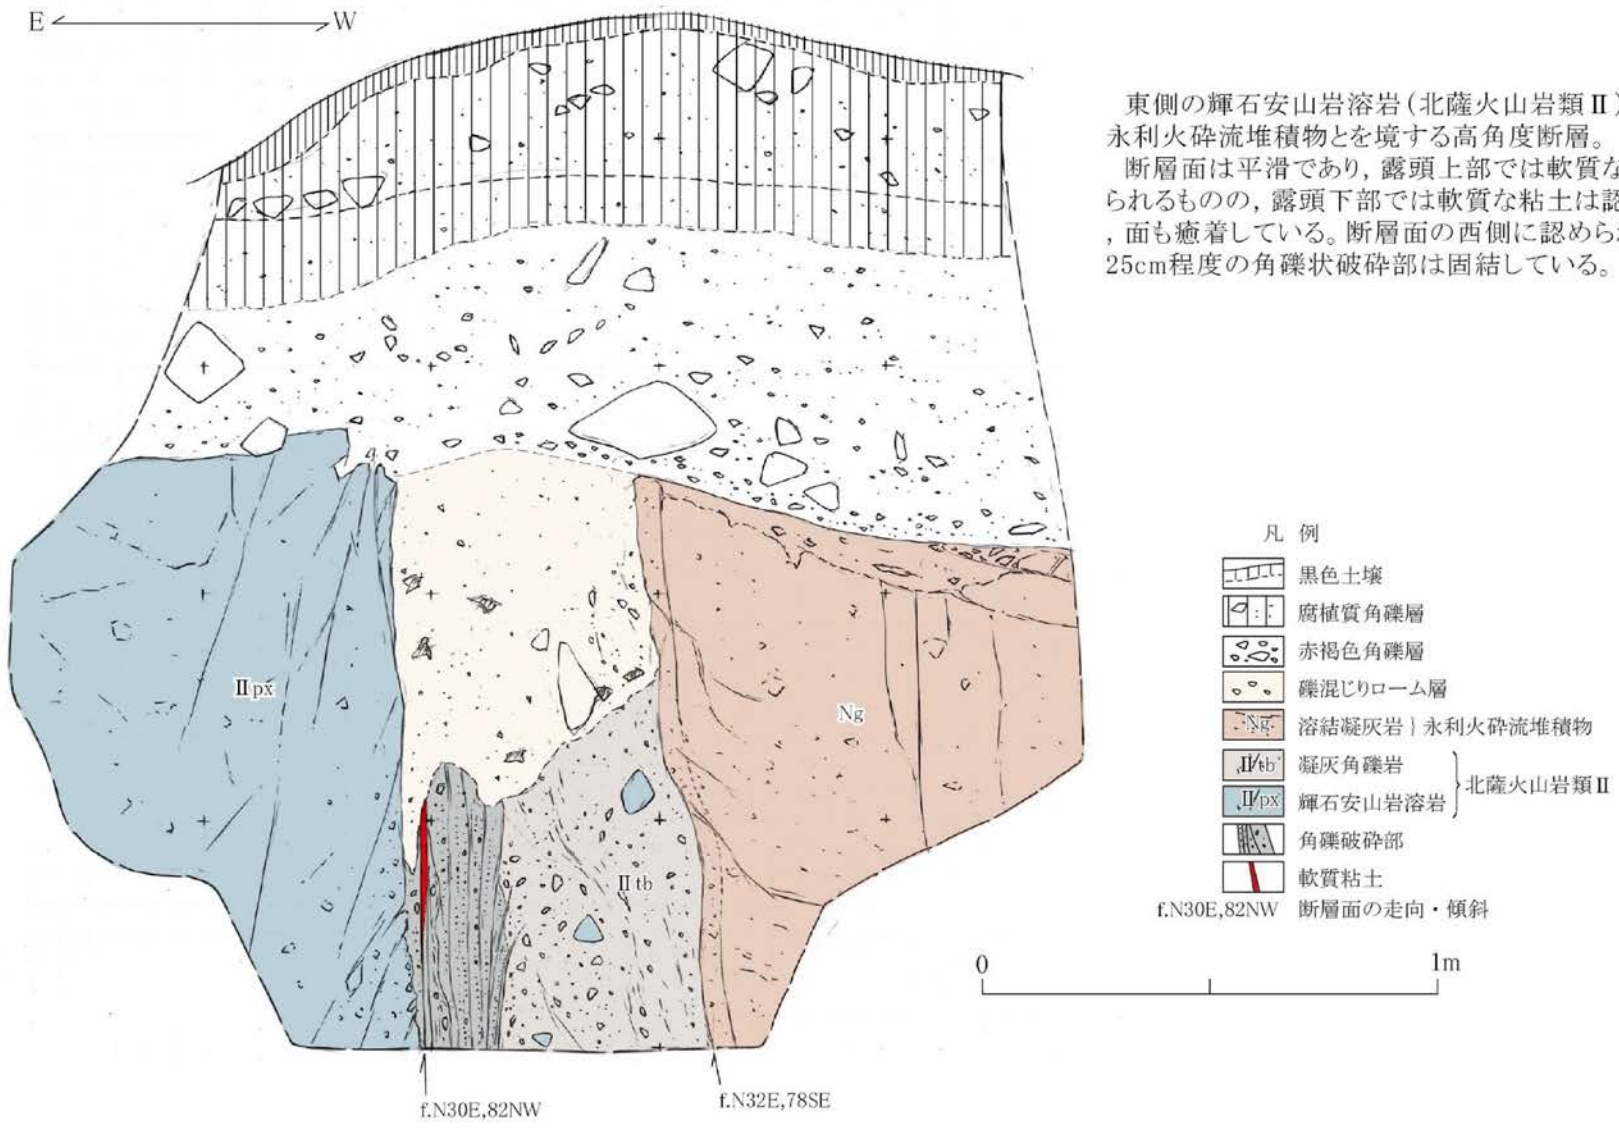 E W
東側の輝石安山岩溶岩(北薩火山岩類Ⅱ)
永利火砕流堆積物とを境する高角度断層。
断層面は平滑であり, 露頭上部では軟質な
られるものの, 露頭下部では軟質な粘土は認
, 面も癒着している。断層面の西側に認めら
25cm程度の角礫状破砕部は固結している。
Ⅱpx
Ng
Ⅱtb
f.N30E,82NW
f.N32E,78SE
凡 例
黒色土壌
腐植質角礫層
赤褐色角礫層
礫混じりローム層
Ng 溶結凝灰岩 } 永利火砕流堆積物
Ⅱtb 凝灰角礫岩
Ⅱpx 輝石安山岩溶岩
北薩火山岩類Ⅱ
角礫破砕部
軟質粘土
f.N30E,82NW 断層面の走向・傾斜
0 1m